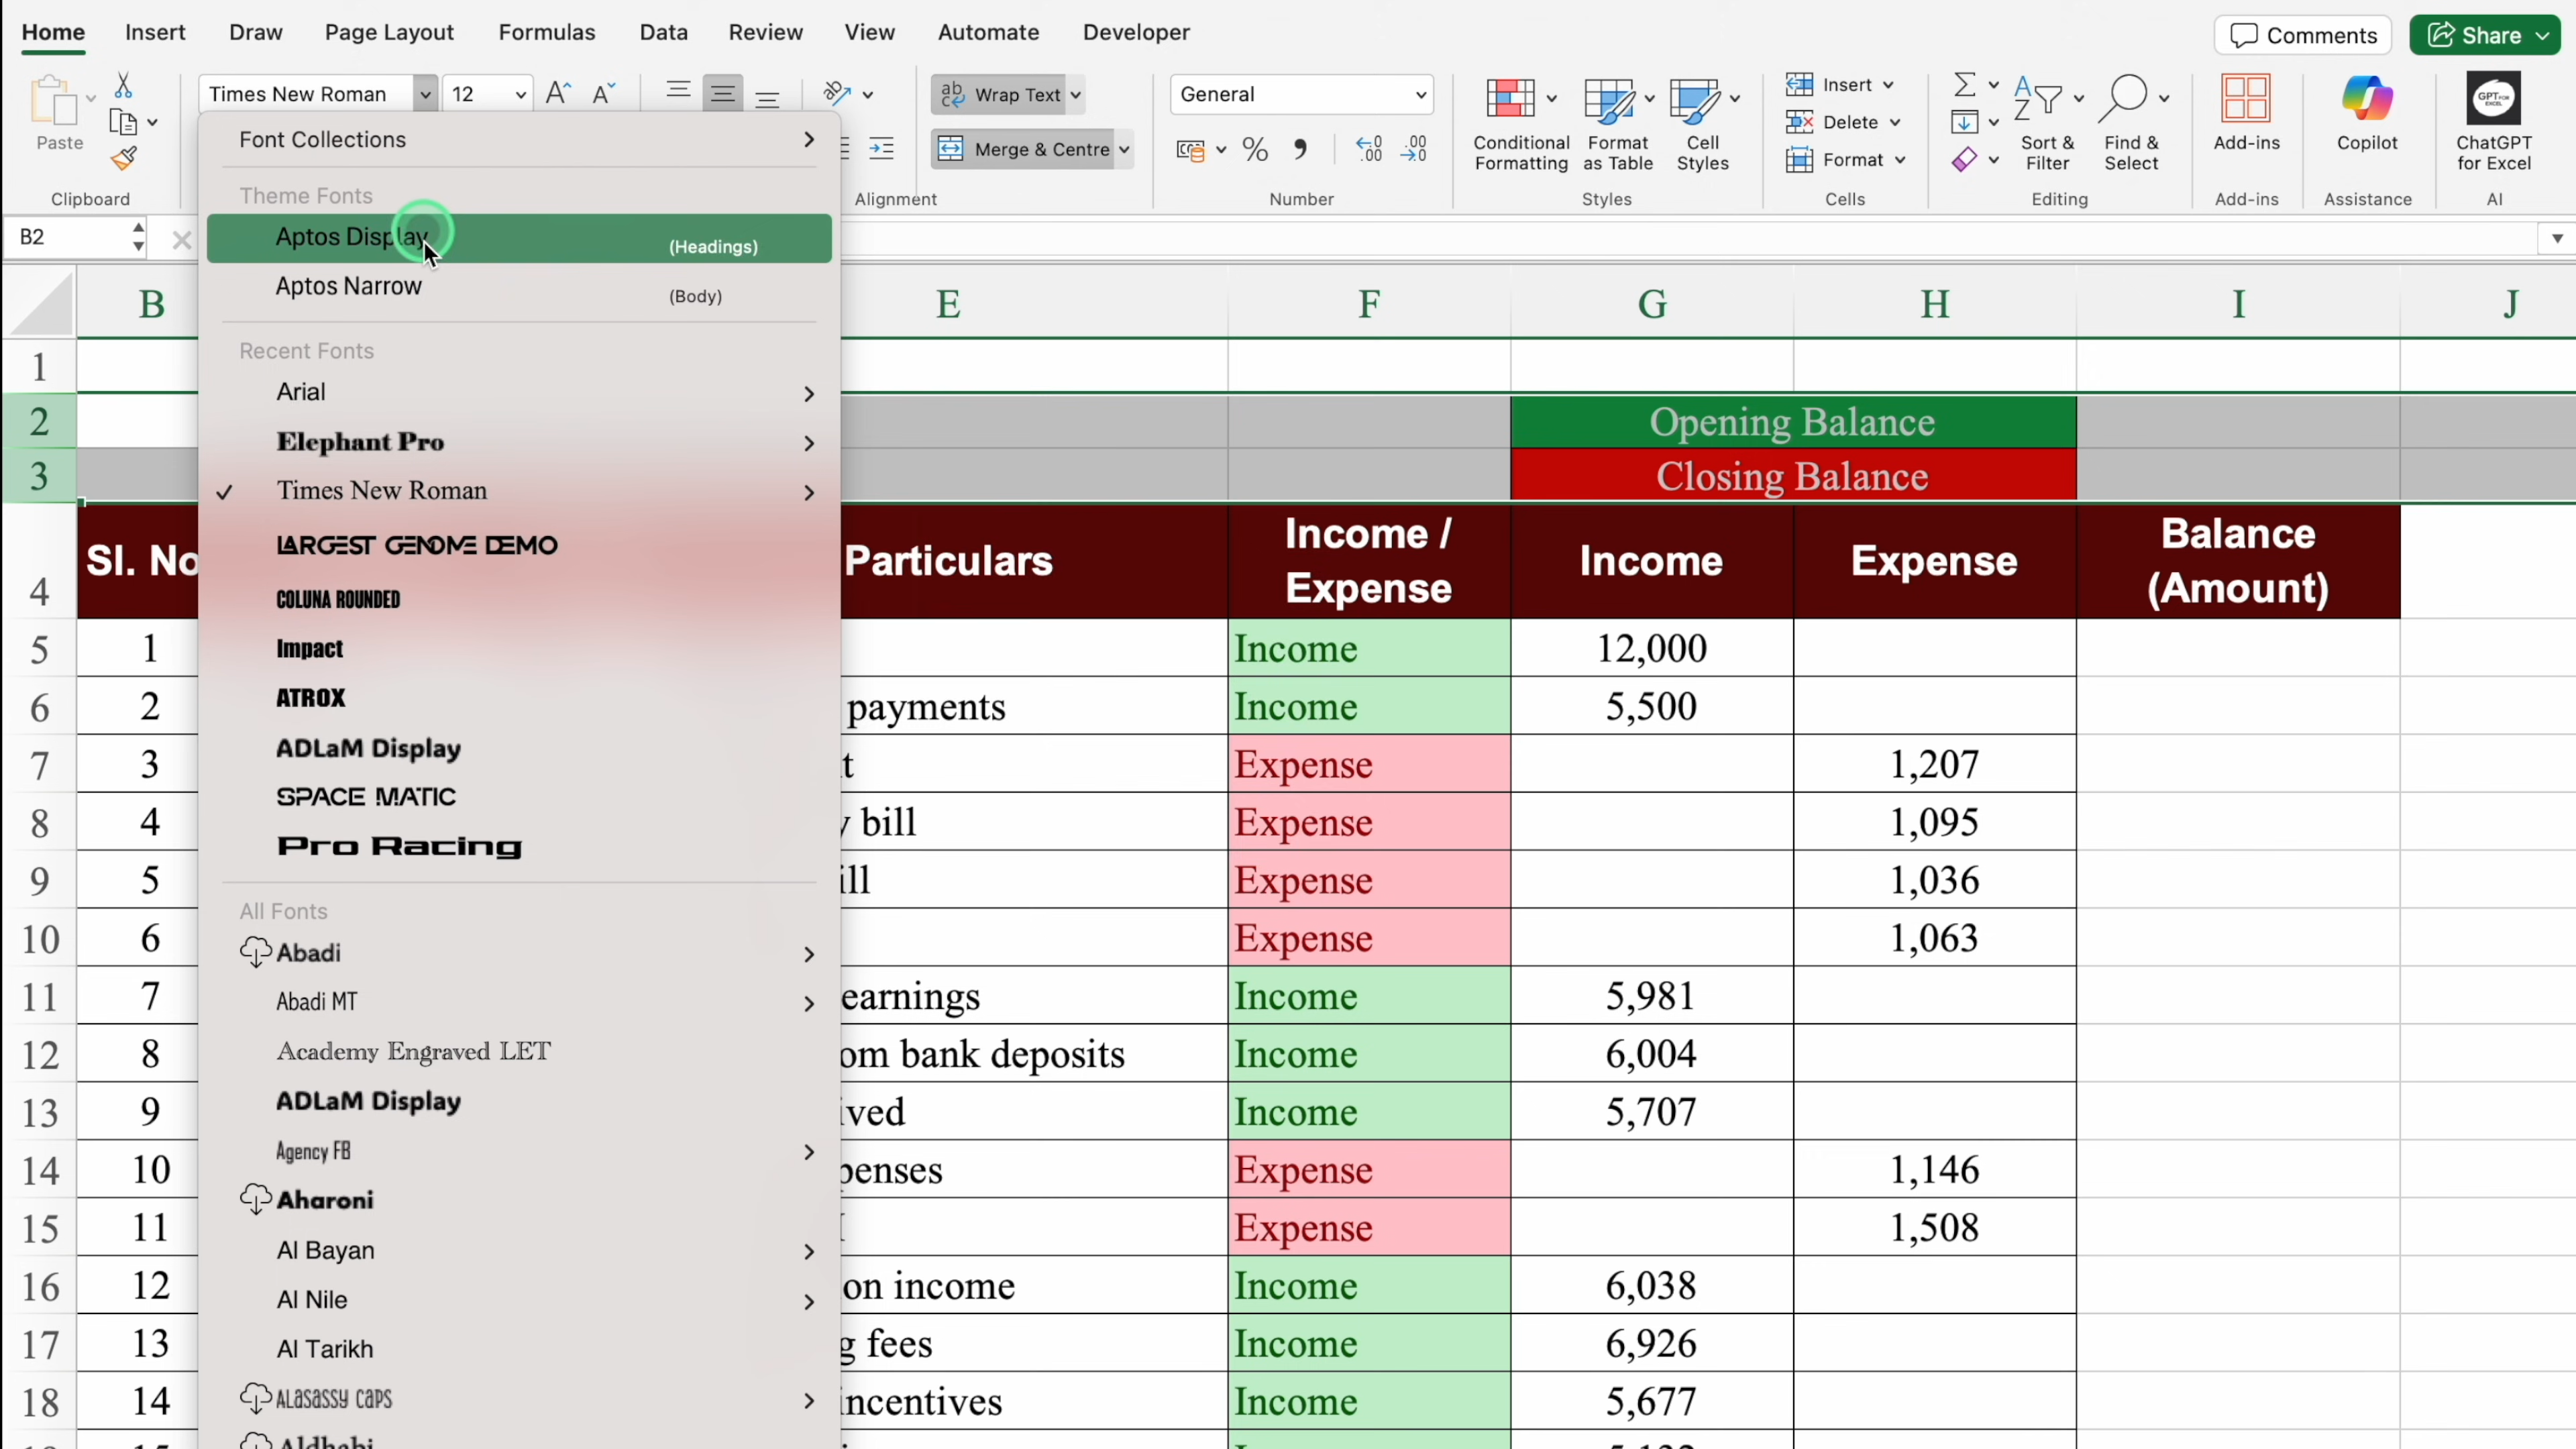 Home Insert Draw Page Layout Formulas Data Review View Automate Developer Comments Share
Times New Roman 12 Wrap Text General Insert
Paste Merge & Centre Conditional Formatting Format as Table Cell Styles Delete Sort & Filter Find & Select Add-ins Copilot ChatGPT for Excel
Format
Clipboard Alignment Number Styles Cells Editing Add-ins Assistance AI
B2
Font Collections
Theme Fonts
Aptos Display (Headings)
Aptos Narrow (Body)
Recent Fonts
Arial
Elephant Pro
Times New Roman
LARGEST GENOME DEMO
COLUNA ROUNDED
Impact
ATROX
ADLaM Display
SPACE MATIC
Pro Racing
All Fonts
Abadi
Abadi MT
Academy Engraved LET
ADLaM Display
Agency FB
Aharoni
Al Bayan
Al Nile
Al Tarikh
ALASASSY CAPS
Aldhabi
B E F G H I J
1
2 Opening Balance
3 Closing Balance
4 Sl. No Particulars Income / Expense Income Expense Balance (Amount)
5 1 Income 12,000
6 2 payments Income 5,500
7 3 t Expense 1,207
8 4 y bill Expense 1,095
9 5 ill Expense 1,036
10 6 Expense 1,063
11 7 earnings Income 5,981
12 8 om bank deposits Income 6,004
13 9 ived Income 5,707
14 10 penses Expense 1,146
15 11 Expense 1,508
16 12 on income Income 6,038
17 13 g fees Income 6,926
18 14 incentives Income 5,677